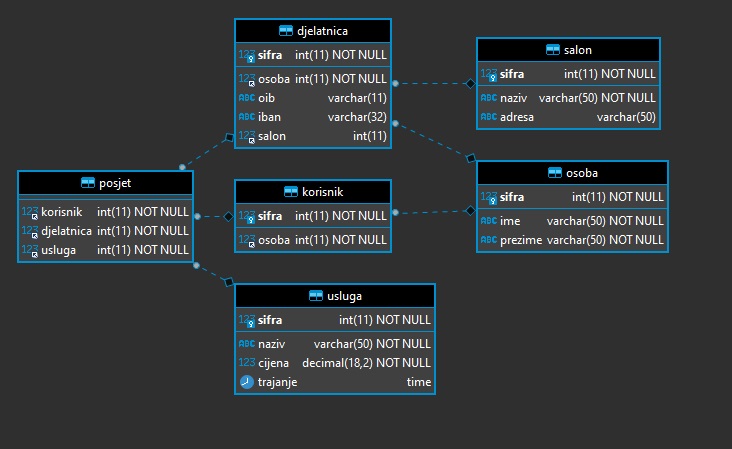 djelatnica
123 sifra int(11) NOT NULL
123 osoba int(11) NOT NULL
ABC oib varchar(11)
ABC iban varchar(32)
123 salon int(11)
salon
123 sifra int(11) NOT NULL
ABC naziv varchar(50) NOT NULL
ABC adresa varchar(50)
posjet
123 korisnik int(11) NOT NULL
123 djelatnica int(11) NOT NULL
123 usluga int(11) NOT NULL
korisnik
123 sifra int(11) NOT NULL
123 osoba int(11) NOT NULL
osoba
123 sifra int(11) NOT NULL
ABC ime varchar(50) NOT NULL
ABC prezime varchar(50) NOT NULL
usluga
123 sifra int(11) NOT NULL
ABC naziv varchar(50) NOT NULL
123 cijena decimal(18,2) NOT NULL
trajanje time